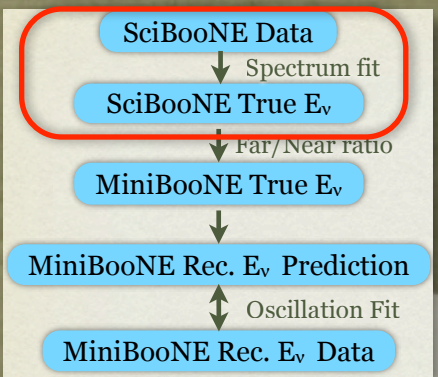 SciBooNE Data
Spectrum fit
SciBooNE True Eν
Far/Near ratio
MiniBooNE True Eν
MiniBooNE Rec. Eν Prediction
Oscillation Fit
MiniBooNE Rec. Eν Data